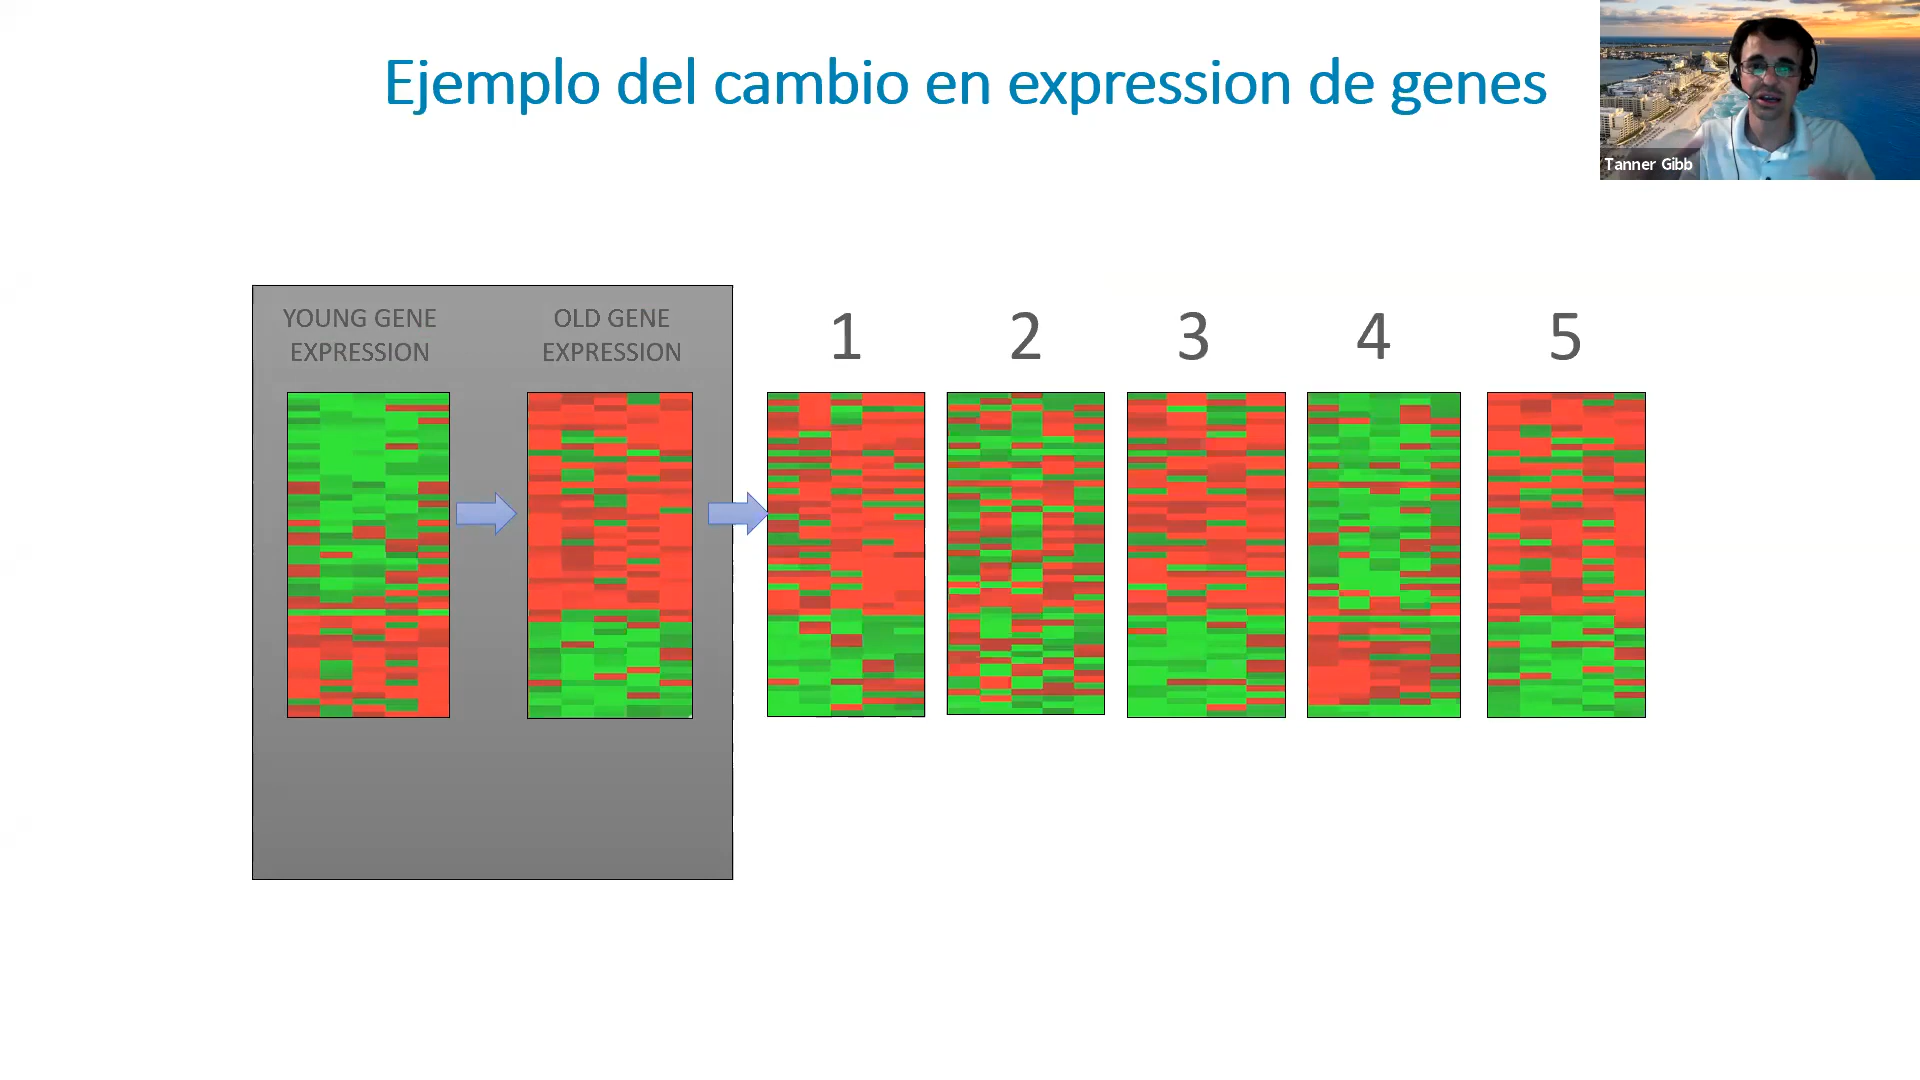 Ejemplo del cambio en expression de genes
Tanner Gibb
YOUNG GENE
EXPRESSION
OLD GENE
EXPRESSION
1
2
3
4
5